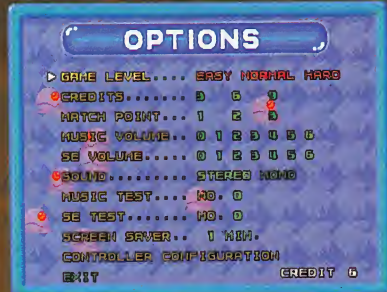 OPTIONS
GAME LEVEL.... EASY NORMAL HARD
CREDITS....... 3 6 9
MATCH POINT... 1 2 3
MUSIC VOLUME.. 0 1 2 3 4 5 6
SE VOLUME..... 0 1 2 3 4 5 6
SOUND......... STEREO MONO
MUSIC TEST.... NO. 0
SE TEST....... NO. 0
SCREEN SAVER.. 1 MIN.
CONTROLLER CONFIGURATION
EXIT CREDIT 6